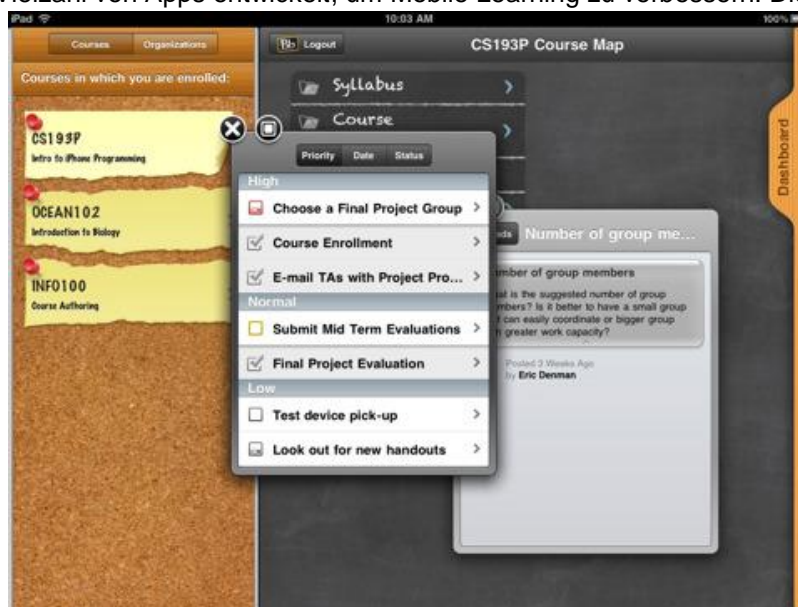 Vielzahl von Apps entwickelt, um Mobile Learning zu verbessern.
iPad 10:03 AM 100%
Courses Organizations
Bb Logout
CS193P Course Map
Courses in which you are enrolled:
CS193P
Intro to iPhone Programming
OCEAN102
Introduction to Biology
INFO100
Course Authoring
Syllabus
Course
Dashboard
Priority Date Status
High
Choose a Final Project Group
Course Enrollment
E-mail TAs with Project Pro...
Normal
Submit Mid Term Evaluations
Final Project Evaluation
Low
Test device pick-up
Look out for new handouts
Number of group me...
of group members
is the suggested number of group
Is it better to have a small group
can easily coordinate or bigger group
greater work capacity?
Posted 3 Weeks Ago
by Eric Denman